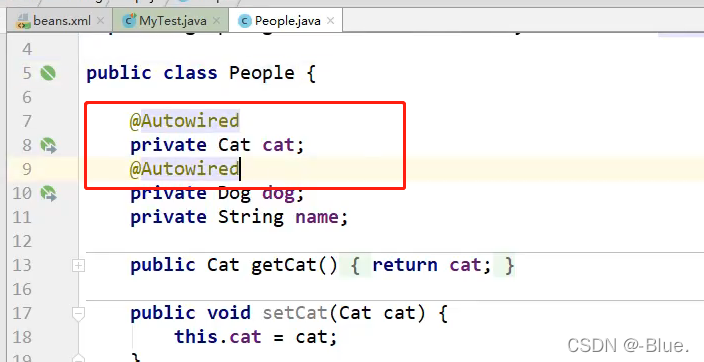 beans.xml × MyTest.java × People.java ×
4
5 public class People {
6
7 @Autowired
8 private Cat cat;
9 @Autowired
10 private Dog dog;
11 private String name;
12
13 public Cat getCat() { return cat; }
16
17 public void setCat(Cat cat) {
18 this.cat = cat;
19 }
CSDN @-Blue.